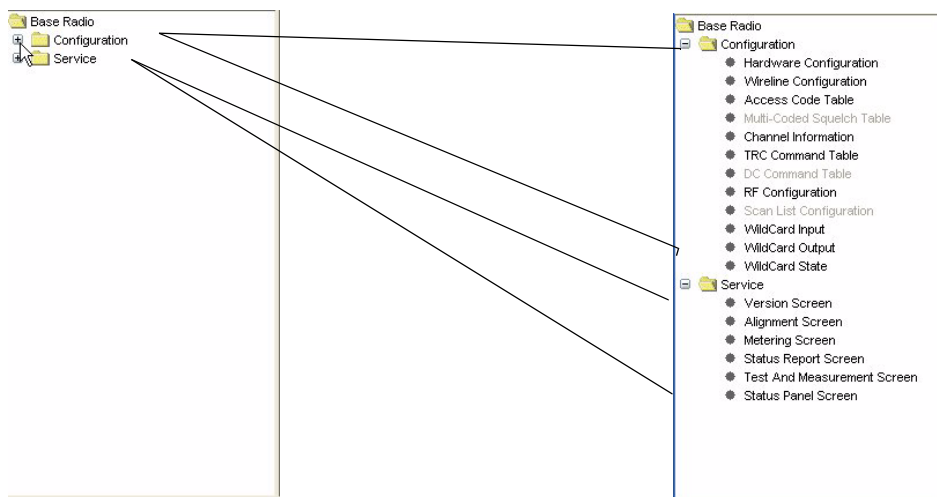 Base Radio
Configuration
Service
Base Radio
Configuration
Hardware Configuration
Wireline Configuration
Access Code Table
Multi-Coded Squelch Table
Channel Information
TRC Command Table
DC Command Table
RF Configuration
Scan List Configuration
WildCard Input
WildCard Output
WildCard State
Service
Version Screen
Alignment Screen
Metering Screen
Status Report Screen
Test And Measurement Screen
Status Panel Screen